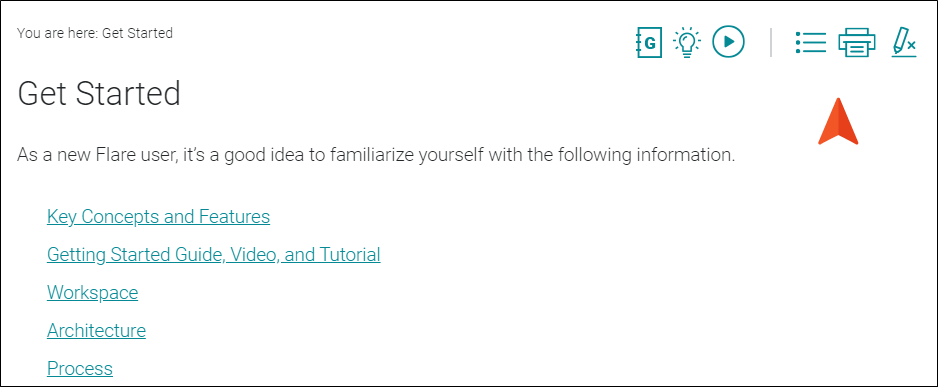 You are here: Get Started
G
Get Started
As a new Flare user, it’s a good idea to familiarize yourself with the following information.
Key Concepts and Features
Getting Started Guide, Video, and Tutorial
Workspace
Architecture
Process